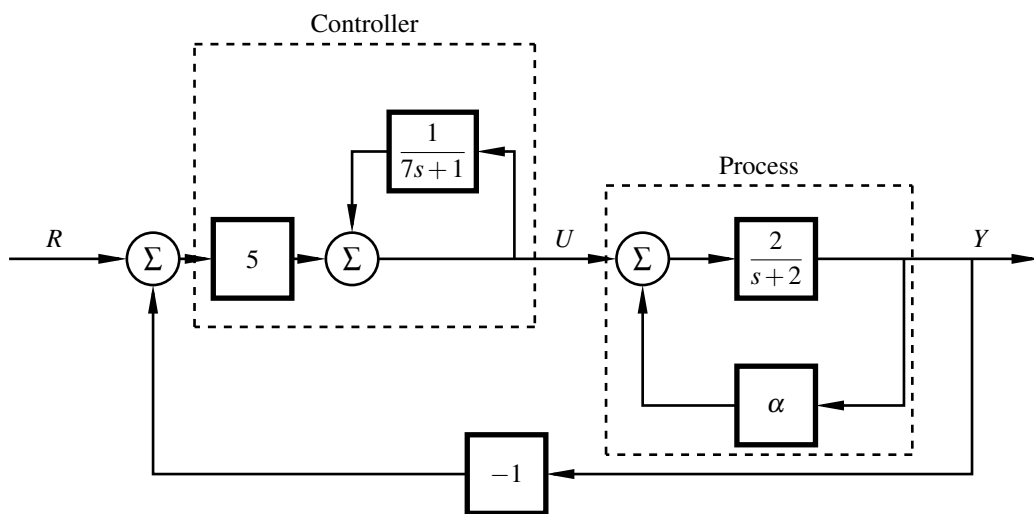 Controller
1
7s + 1
Process
R
Σ
5
Σ
U
Σ
2
s + 2
Y
α
−1